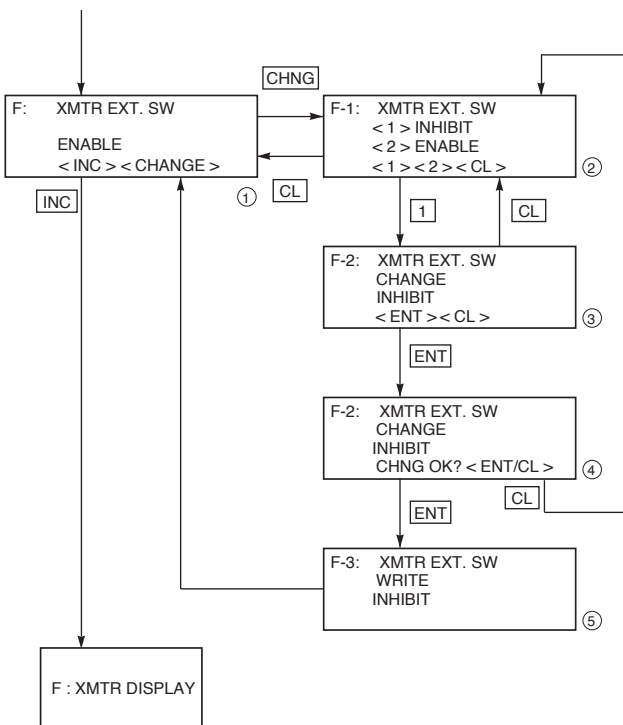 CHNG
F: XMTR EXT. SW
ENABLE
< INC > < CHANGE >
①
F-1: XMTR EXT. SW
< 1 > INHIBIT
< 2 > ENABLE
< 1 > < 2 > < CL >
②
CL
INC
1
CL
F-2: XMTR EXT. SW
CHANGE
INHIBIT
< ENT > < CL >
③
ENT
F-2: XMTR EXT. SW
CHANGE
INHIBIT
CHNG OK? < ENT/CL >
④
CL
ENT
F-3: XMTR EXT. SW
WRITE
INHIBIT
⑤
F : XMTR DISPLAY